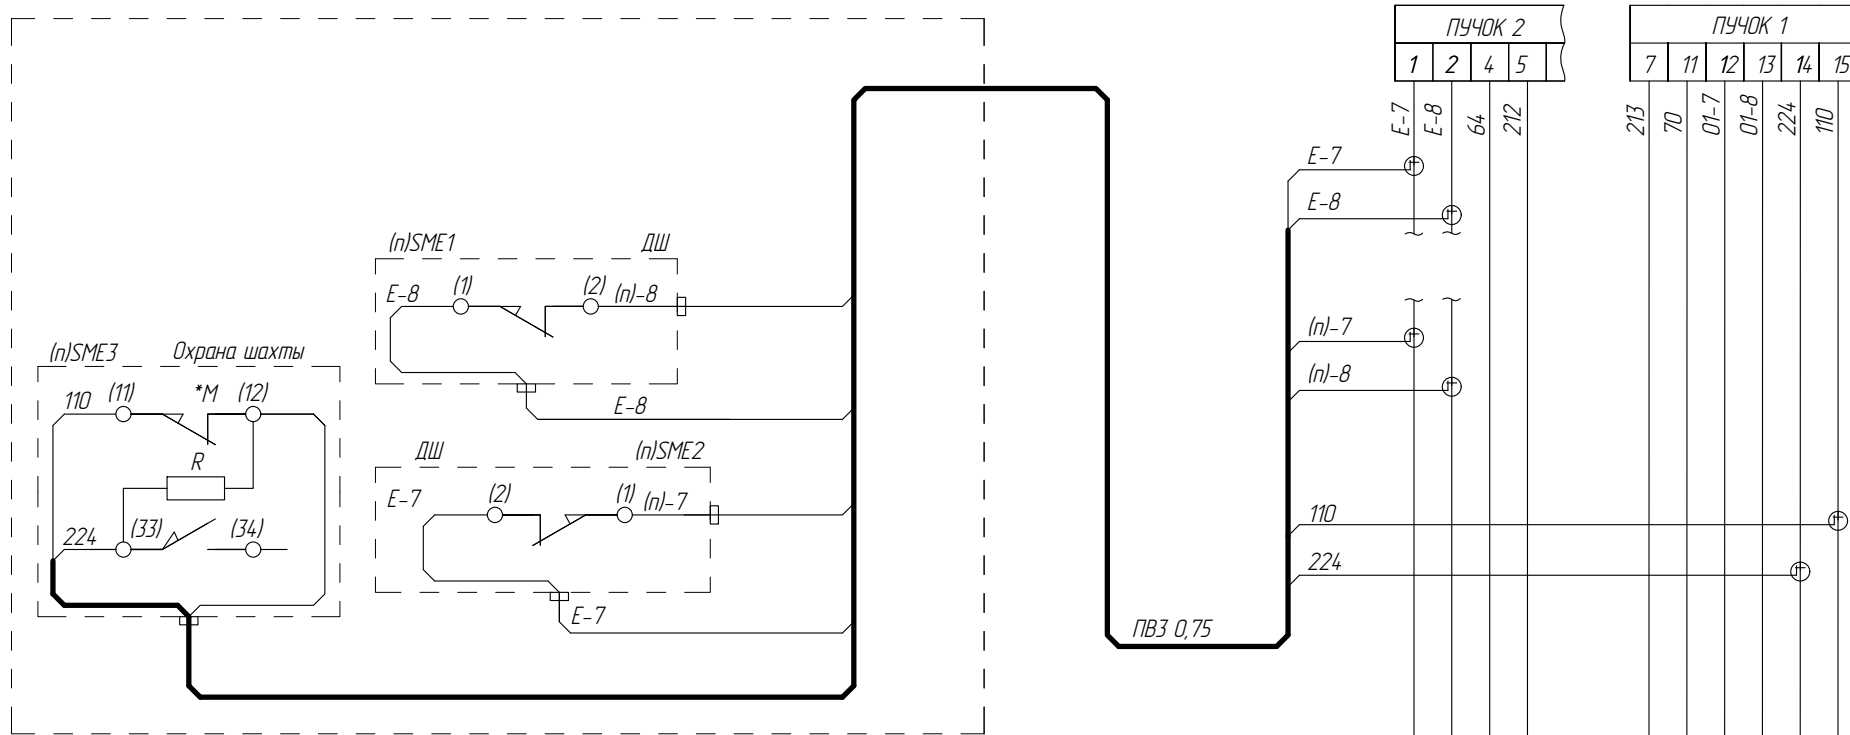 ПУЧОК 2
1 2 4 5
E-7
E-8
64
212
ПУЧОК 1
7 11 12 13 14 15
213
70
01-7
01-8
224
110
E-7
E-8
(п)-7
(п)-8
110
224
ПВ3 0,75
(п)SME1 ДШ
E-8 (1) (2) (п)-8
E-8
ДШ (п)SME2
E-7 (2) (1) (п)-7
E-7
(п)SME3 Охрана шахты
110 (11) *М (12)
R
224 (33) (34)